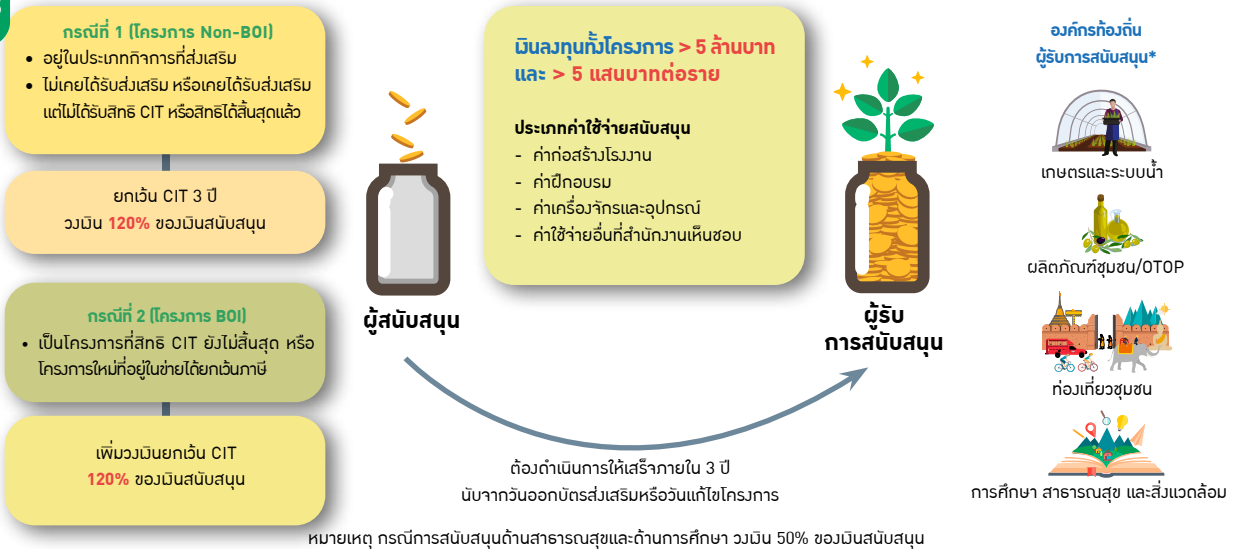 กรณีที่ 1 (โครงการ Non-BOI)
• อยู่ในประเภทกิจการที่ส่งเสริม
• ไม่เคยได้รับส่งเสริม หรือเคยได้รับส่งเสริม
แต่ไม่ได้รับสิทธิ CIT หรือสิทธิได้สิ้นสุดแล้ว
ยกเว้น CIT 3 ปี
วงเงิน 120% ของเงินสนับสนุน
กรณีที่ 2 (โครงการ BOI)
• เป็นโครงการที่สิทธิ CIT ยังไม่สิ้นสุด หรือ
โครงการใหม่ที่อยู่ในข่ายได้ยกเว้นภาษี
เพิ่มวงเงินยกเว้น CIT
120% ของเงินสนับสนุน
ผู้สนับสนุน
เงินลงทุนทั้งโครงการ > 5 ล้านบาท
และ > 5 แสนบาทต่อราย
ประเภทค่าใช้จ่ายสนับสนุน
- ค่าก่อสร้างโรงงาน
- ค่าฝึกอบรม
- ค่าเครื่องจักรและอุปกรณ์
- ค่าใช้จ่ายอื่นที่สำนักงานเห็นชอบ
ผู้รับ
การสนับสนุน
ต้องดำเนินการให้เสร็จภายใน 3 ปี
นับจากวันออกบัตรส่งเสริมหรือวันแก้ไขโครงการ
องค์กรท้องถิ่น
ผู้รับการสนับสนุน*
เกษตรและระบบน้ำ
ผลิตภัณฑ์ชุมชน/OTOP
ท่องเที่ยวชุมชน
การศึกษา สาธารณสุข และสิ่งแวดล้อม
หมายเหตุ กรณีการสนับสนุนด้านสาธารณสุขและด้านการศึกษา วงเงิน 50% ของเงินสนับสนุน